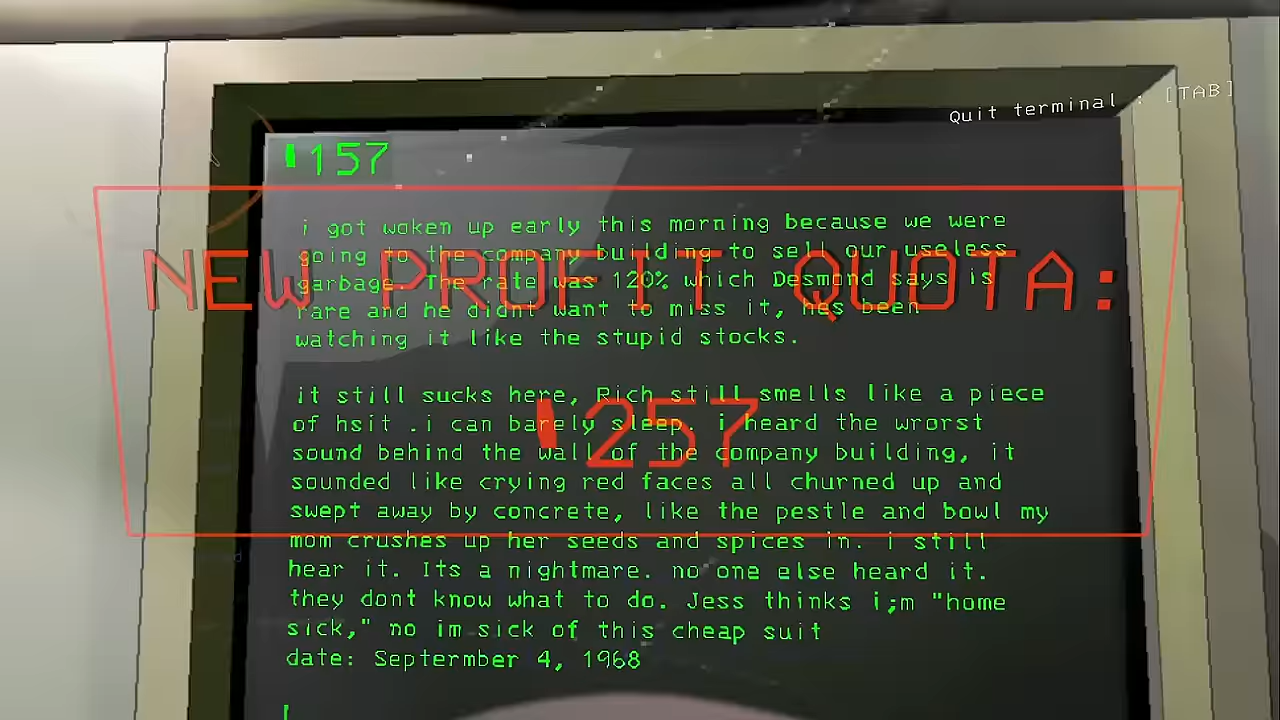 Quit terminal : [TAB]
157
i got woken up early this morning because we were
going to the company building to sell our useless
garbage. The rate was 120% which Desmond says is
rare and he didnt want to miss it, hes been
watching it like the stupid stocks.
NEW PROFIT QUOTA:
257
it still sucks here, Rich still smells like a piece
of hsit .i can barely sleep. i heard the wrorst
sound behind the wall of the company building, it
sounded like crying red faces all churned up and
swept away by concrete, like the pestle and bowl my
mom crushes up her seeds and spices in. i still
hear it. Its a nightmare. no one else heard it.
they dont know what to do. Jess thinks i;m "home
sick," no im sick of this cheap suit
date: Septermber 4, 1968